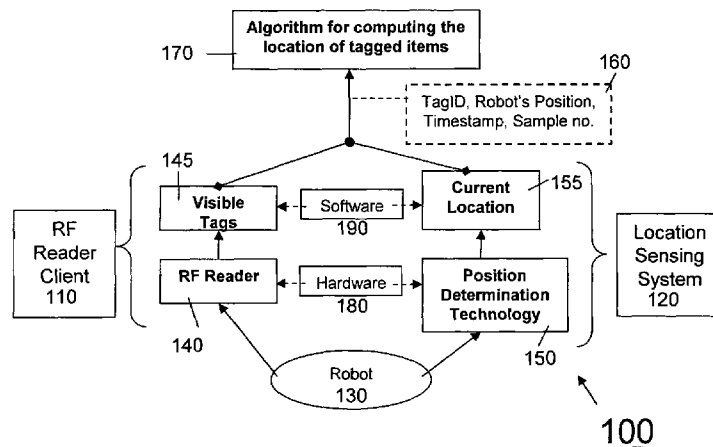 Algorithm for computing the
location of tagged items
170
160
TagID, Robot's Position,
Timestamp, Sample no.
145
Visible
Tags
Software
190
Current
Location
155
RF
Reader
Client
110
RF Reader
140
Hardware
180
Position
Determination
Technology
150
Location
Sensing
System
120
Robot
130
100